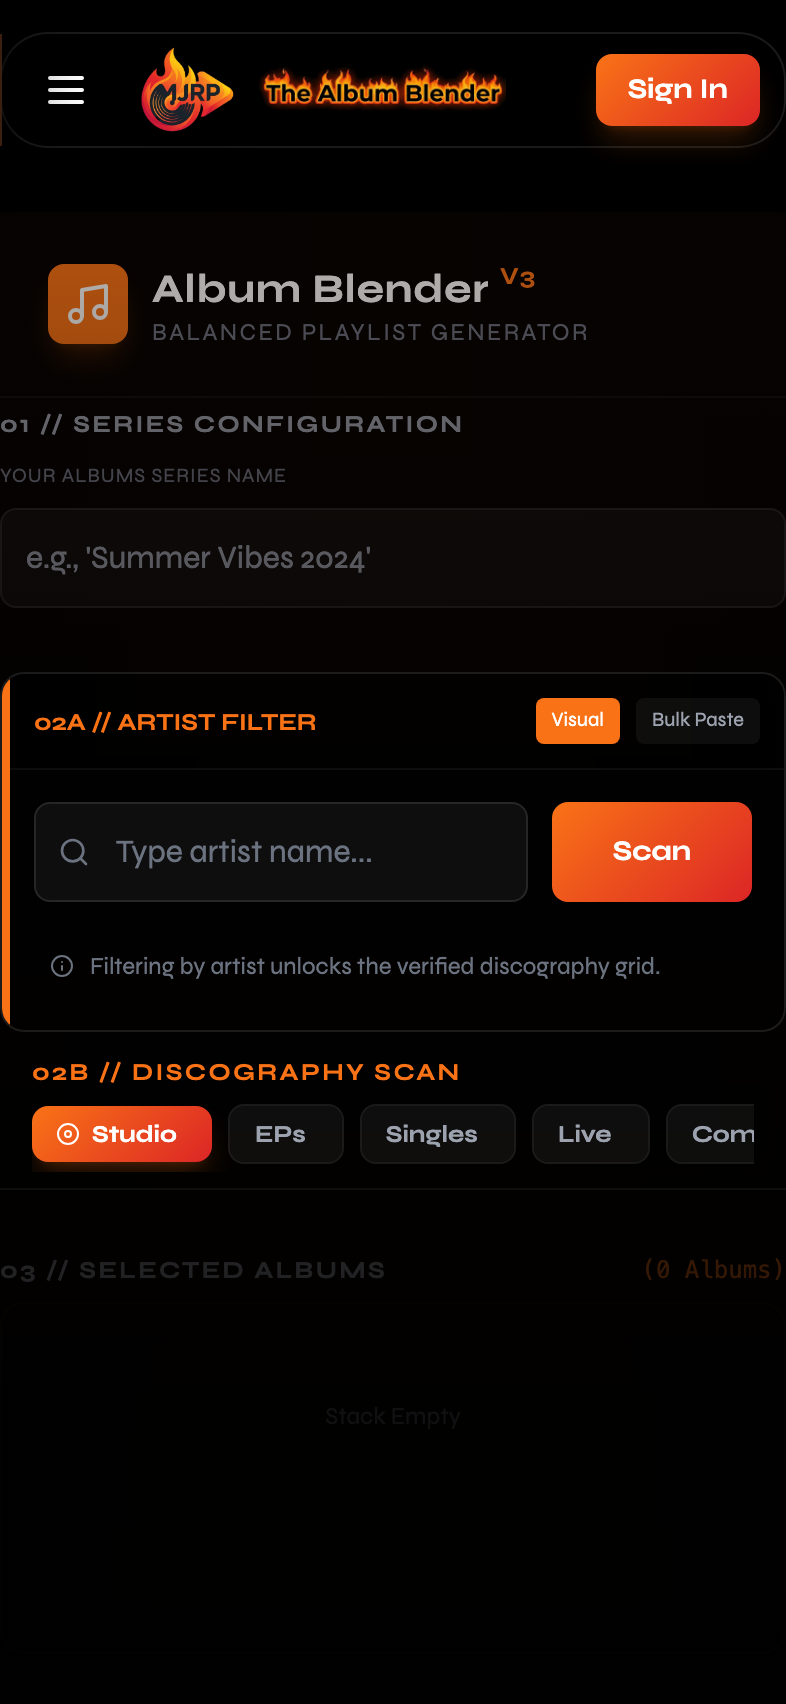 MJRP
The Album Blender
Sign In
Album Blender V3
BALANCED PLAYLIST GENERATOR
01 // SERIES CONFIGURATION
YOUR ALBUMS SERIES NAME
e.g., 'Summer Vibes 2024'
02A // ARTIST FILTER
Visual
Bulk Paste
Type artist name...
Scan
Filtering by artist unlocks the verified discography grid.
02B // DISCOGRAPHY SCAN
Studio
EPs
Singles
Live
Com
03 // SELECTED ALBUMS
(0 Albums)
Stack Empty